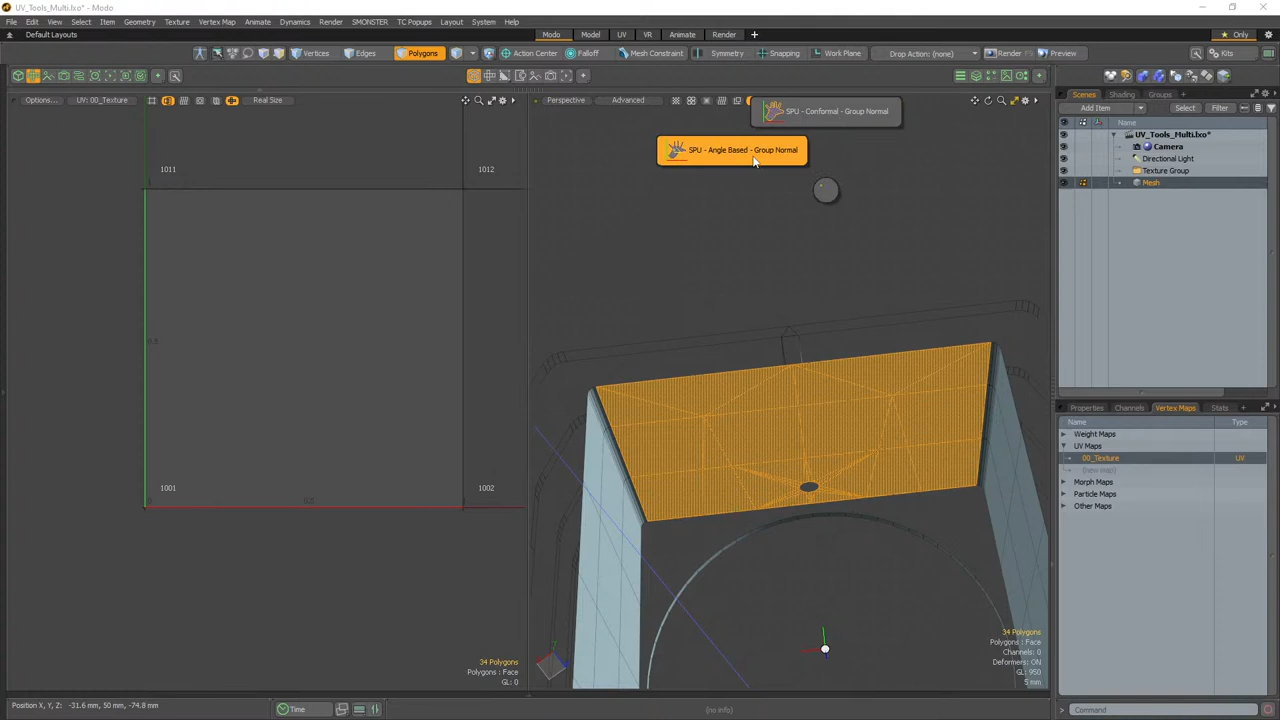 UV_Tools_Multi.lxo* - Modo
File Edit View Select Item Geometry Texture Vertex Map Animate Dynamics Render SMONSTER TC Popups Layout System Help
Default Layouts
Modo Model UV VR Animate Render
Only
Vertices Edges Polygons Action Center Falloff Mesh Constraint Symmetry Snapping Work Plane Drop Action: (none) Render Preview Kits
Options... UV: 00_Texture Real Size
Perspective Advanced
SPU - Conformal - Group Normal
SPU - Angle Based - Group Normal
1011 1012
1001 1002
34 Polygons
Polygons : Face
GL: 0
34 Polygons
Polygons : Face
Channels: 0
Deformers: ON
GL: 950
5 mm
Scenes Shading Groups
Add Item Select Filter
Name
UV_Tools_Multi.lxo*
Camera
Directional Light
Texture Group
Mesh
Properties Channels Vertex Maps Stats
Name Type
Weight Maps
UV Maps
00_Texture UV
(new map)
Morph Maps
Particle Maps
Other Maps
Position X, Y, Z: -31.6 mm, 50 mm, -74.8 mm
Time
(no info)
Command